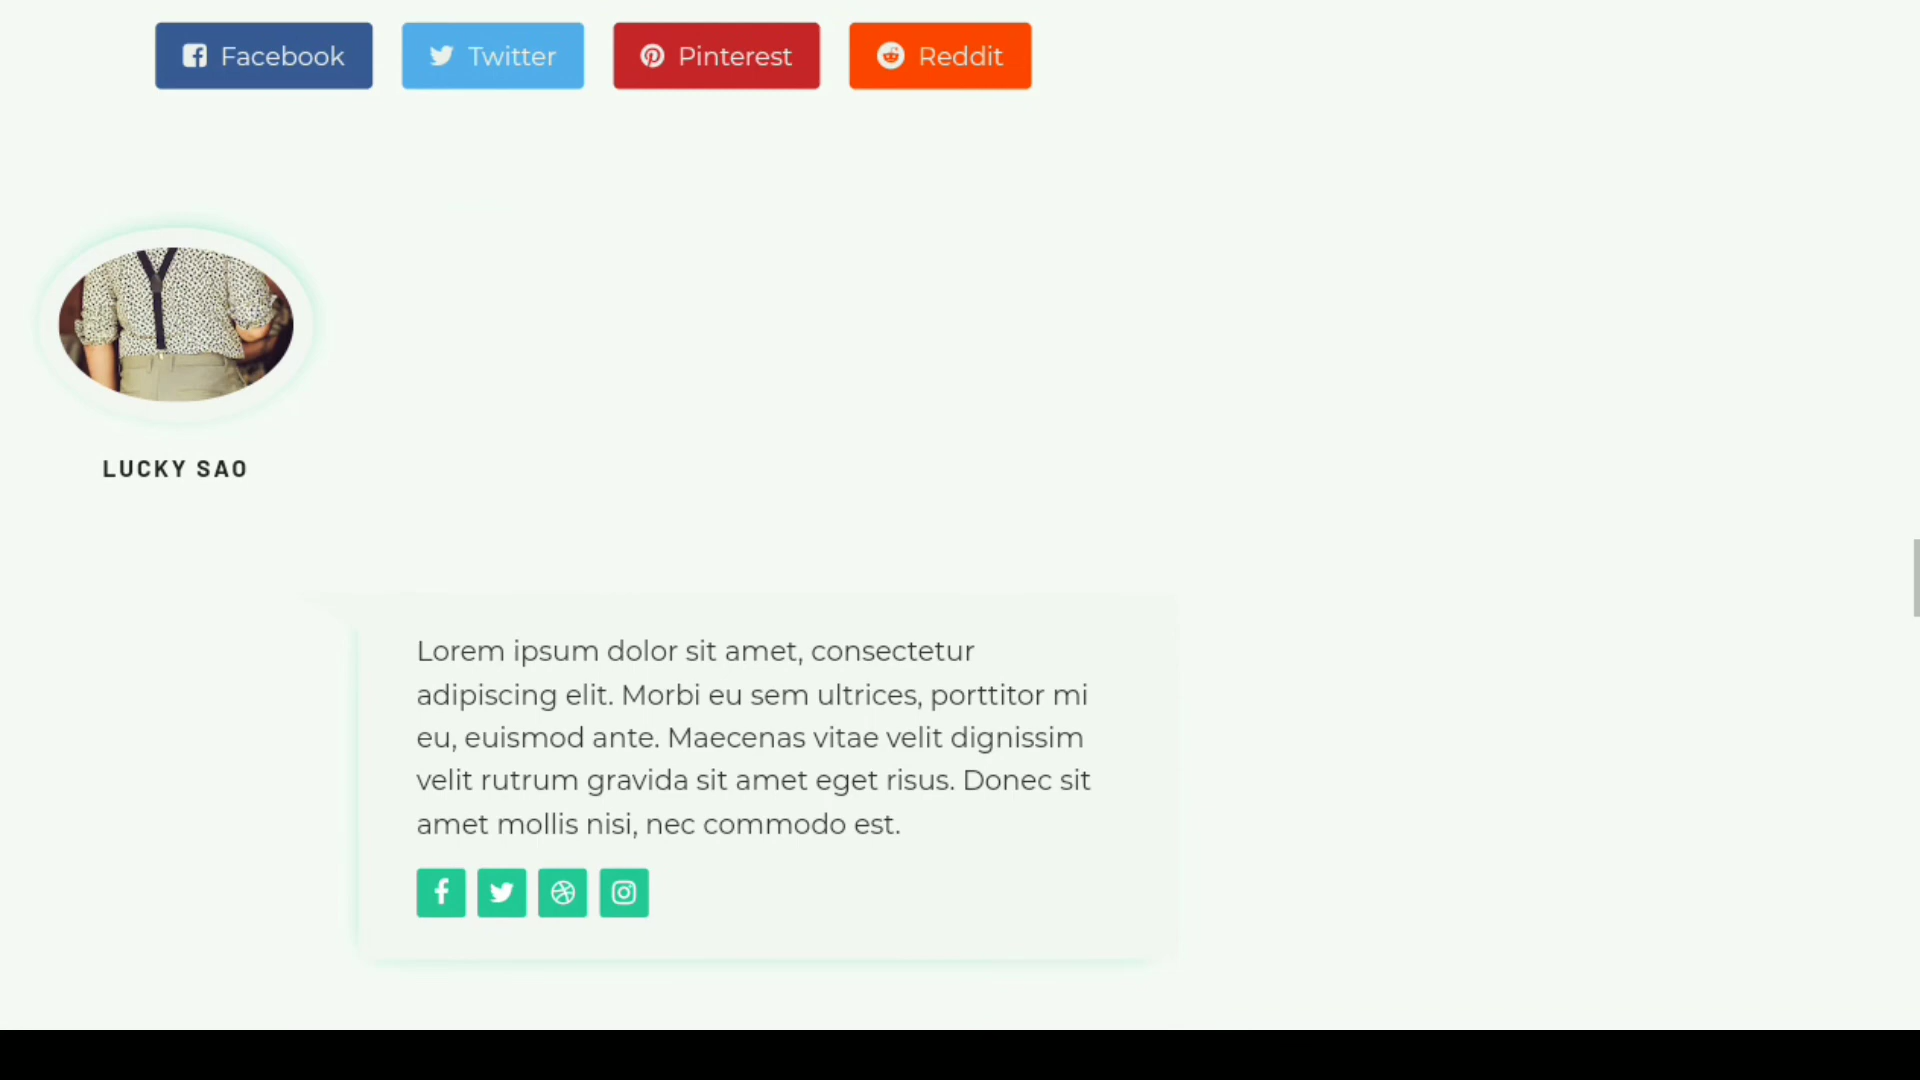 Facebook
Twitter
Pinterest
Reddit
LUCKY SAO
Lorem ipsum dolor sit amet, consectetur
adipiscing elit. Morbi eu sem ultrices, porttitor mi
eu, euismod ante. Maecenas vitae velit dignissim
velit rutrum gravida sit amet eget risus. Donec sit
amet mollis nisi, nec commodo est.